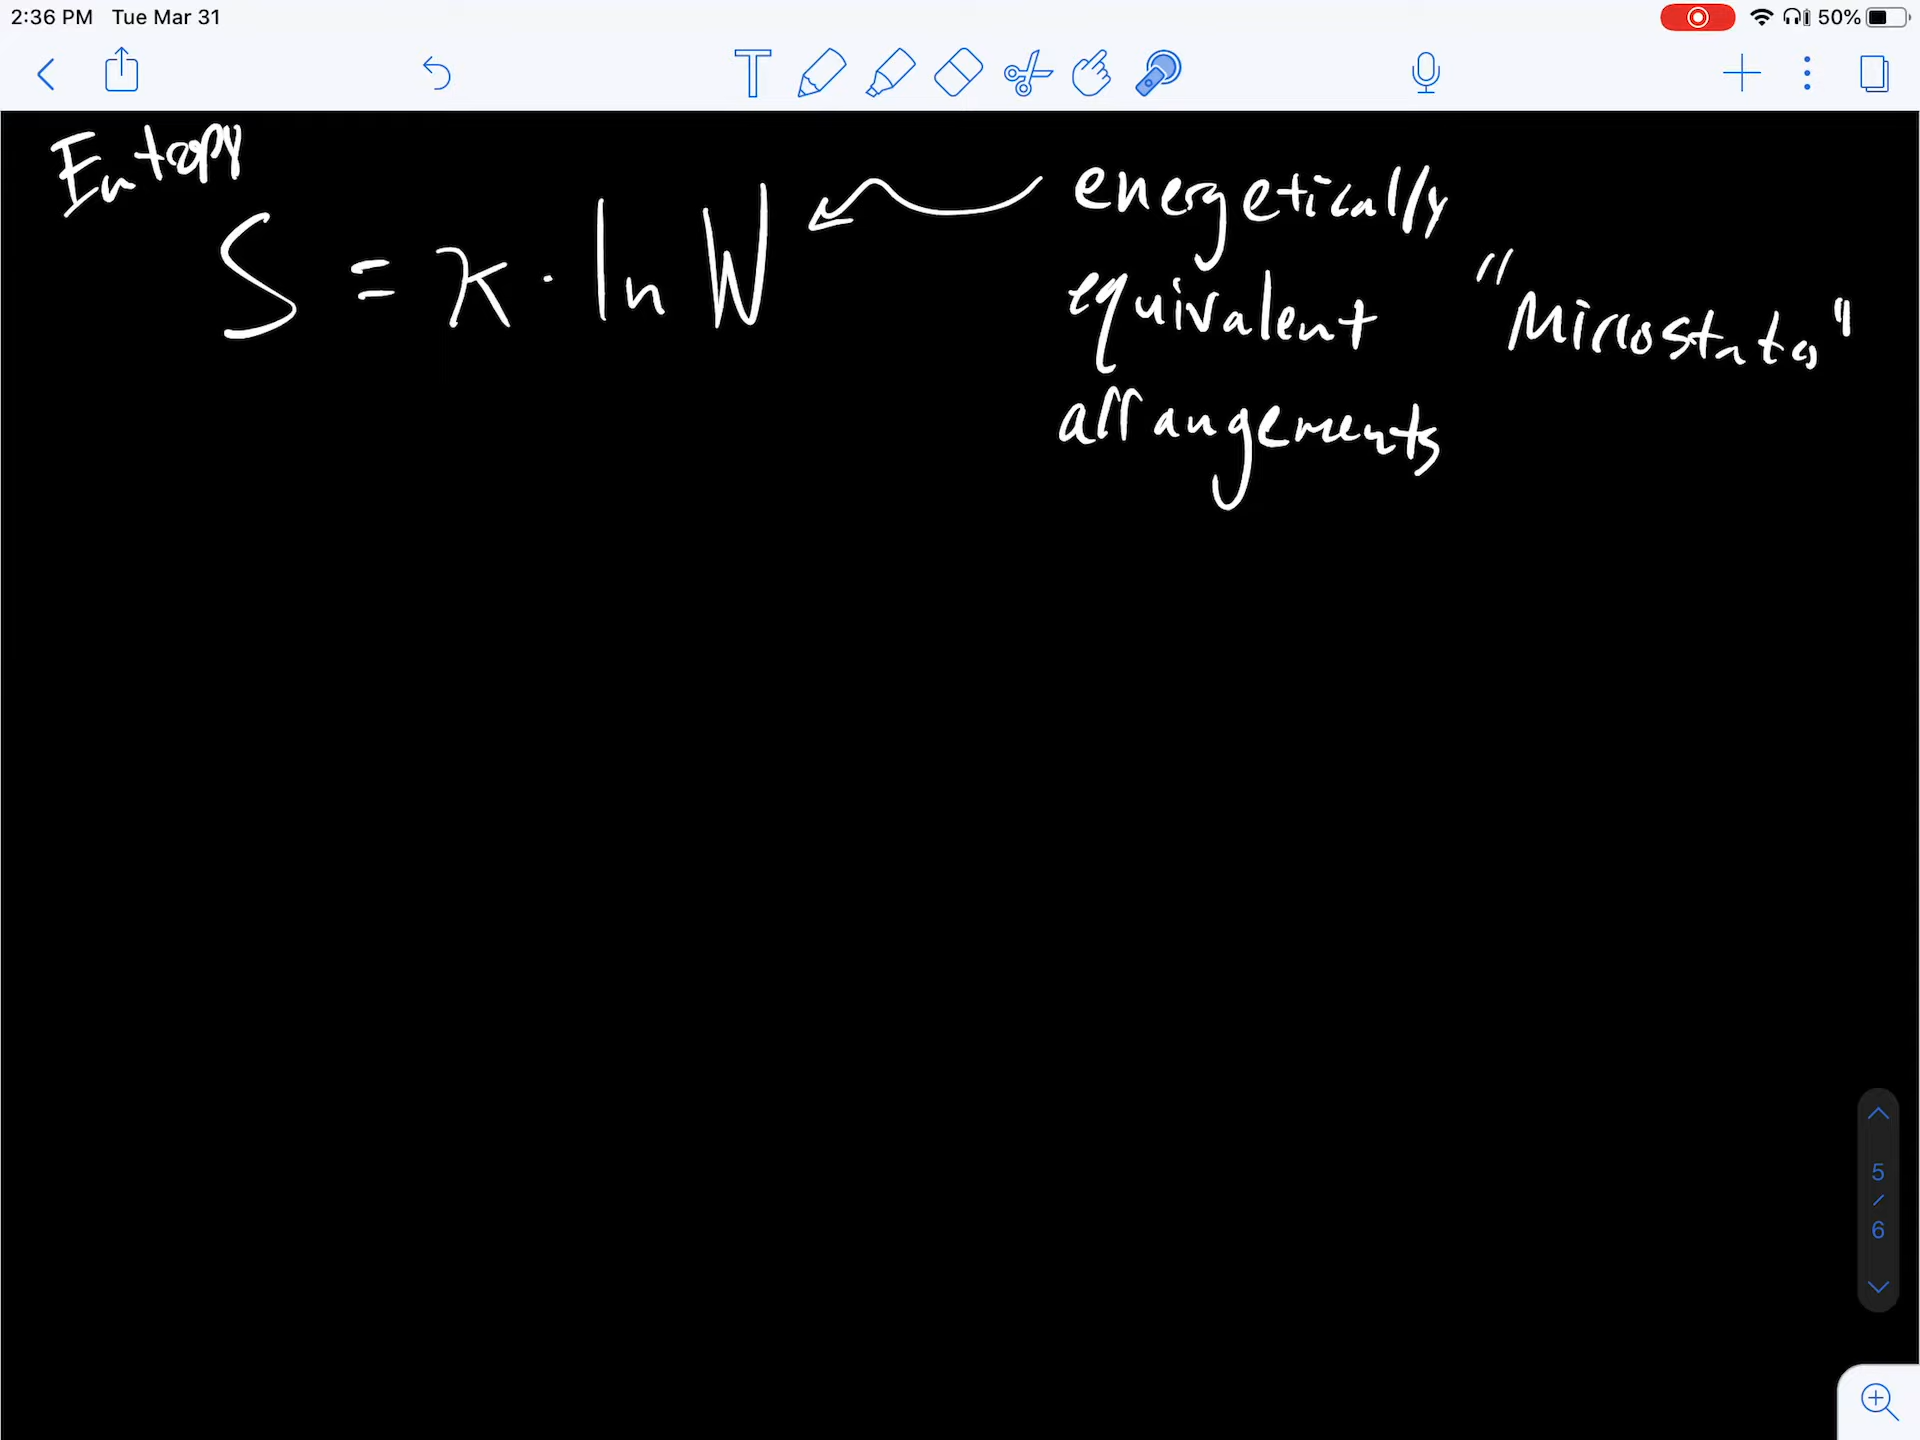 2:36 PM Tue Mar 31
50%
Entropy
S = k · ln W
energetically
equivalent "Microstates"
arrangements
5
/
6